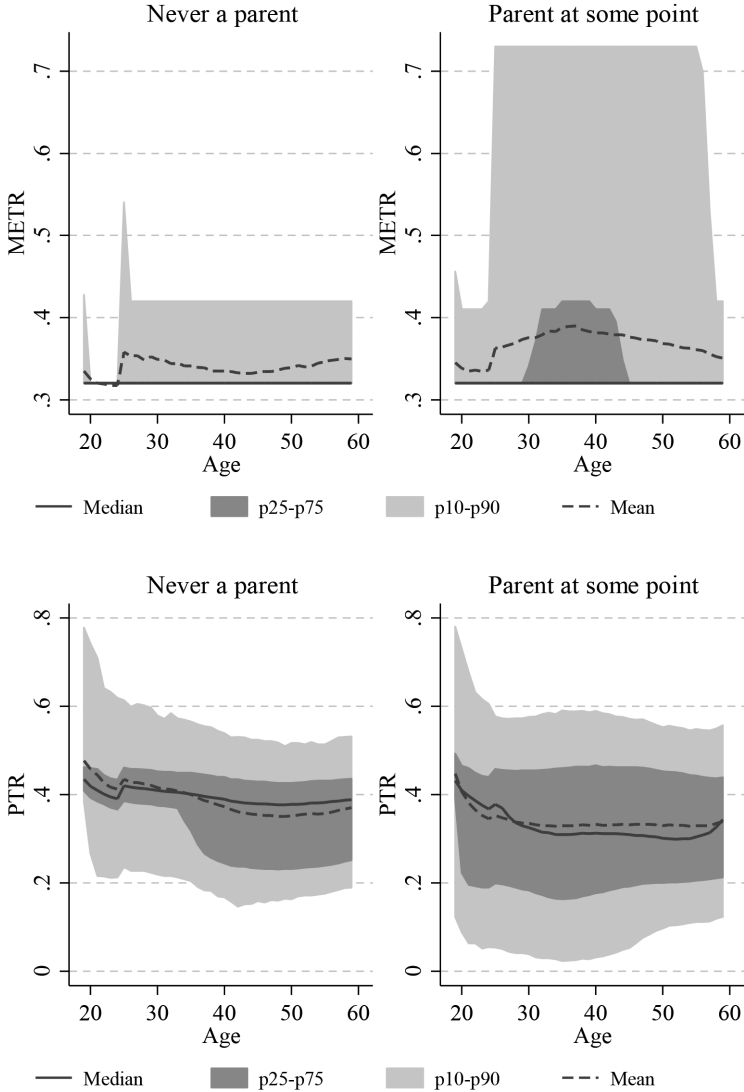 Never a parent
Parent at some point
METR
.3 .4 .5 .6 .7
20 30 40 50 60
Age
METR
.3 .4 .5 .6 .7
20 30 40 50 60
Age
Median p25-p75 p10-p90 Mean
Never a parent
Parent at some point
PTR
0 .2 .4 .6 .8
20 30 40 50 60
Age
PTR
0 .2 .4 .6 .8
20 30 40 50 60
Age
Median p25-p75 p10-p90 Mean